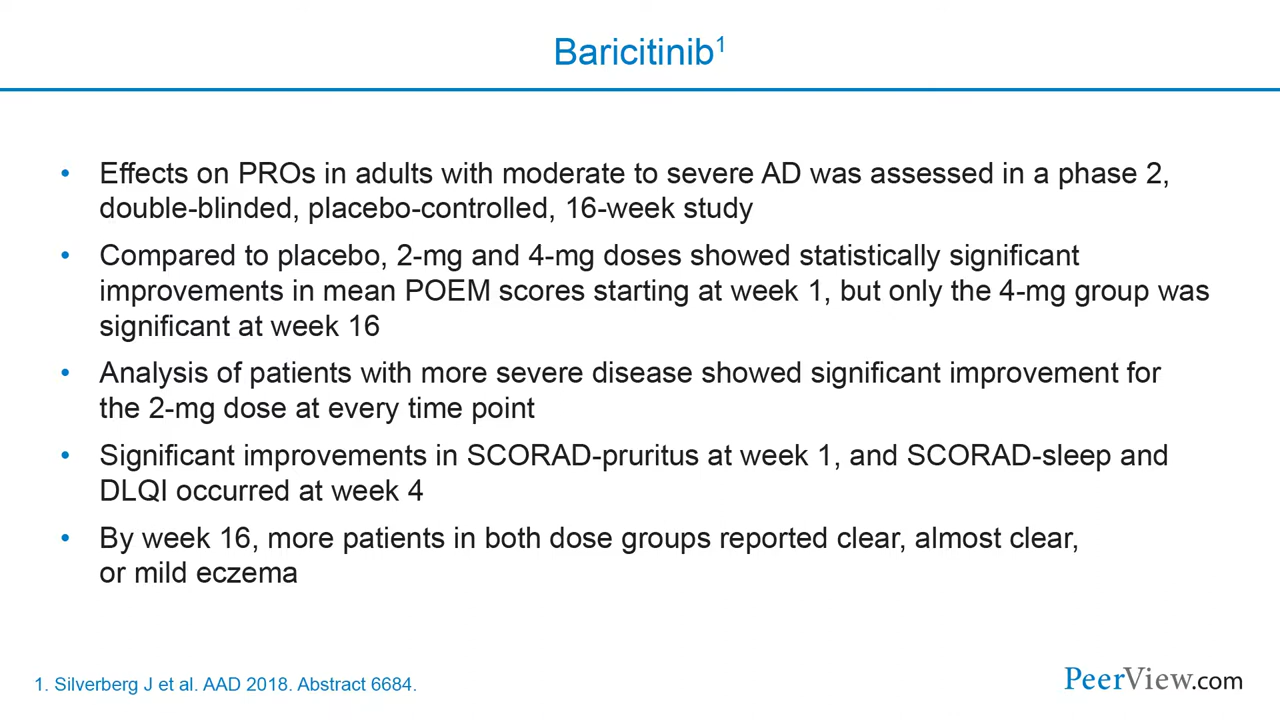 Baricitinib1
• Effects on PROs in adults with moderate to severe AD was assessed in a phase 2,
double-blinded, placebo-controlled, 16-week study
• Compared to placebo, 2-mg and 4-mg doses showed statistically significant
improvements in mean POEM scores starting at week 1, but only the 4-mg group was
significant at week 16
• Analysis of patients with more severe disease showed significant improvement for
the 2-mg dose at every time point
• Significant improvements in SCORAD-pruritus at week 1, and SCORAD-sleep and
DLQI occurred at week 4
• By week 16, more patients in both dose groups reported clear, almost clear,
or mild eczema
1. Silverberg J et al. AAD 2018. Abstract 6684.
PeerView.com